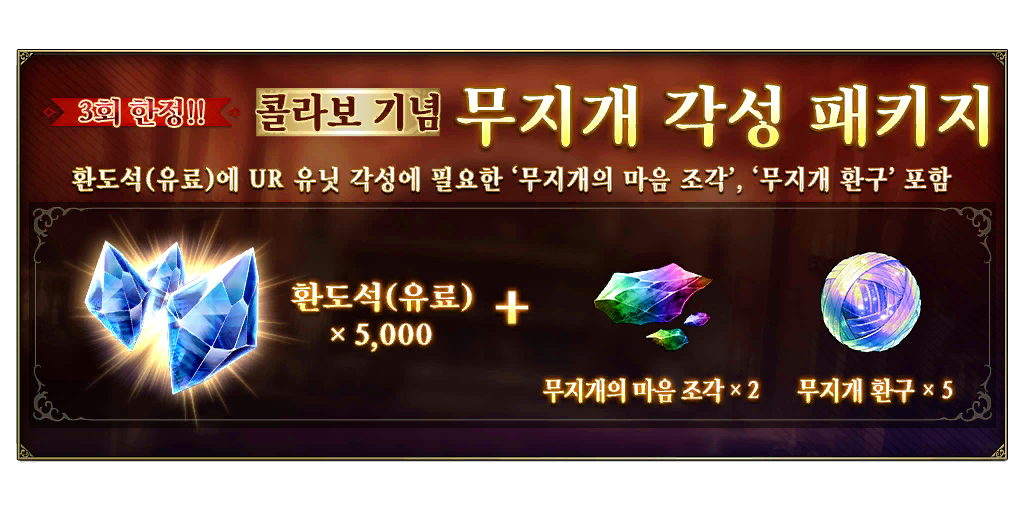 3회 한정!! 콜라보 기념 무지개 각성 패키지
환도석(유료)에 UR 유닛 각성에 필요한 ‘무지개의 마음 조각’, ‘무지개 환구’ 포함
환도석(유료)
× 5,000
+
무지개의 마음 조각 × 2
무지개 환구 × 5